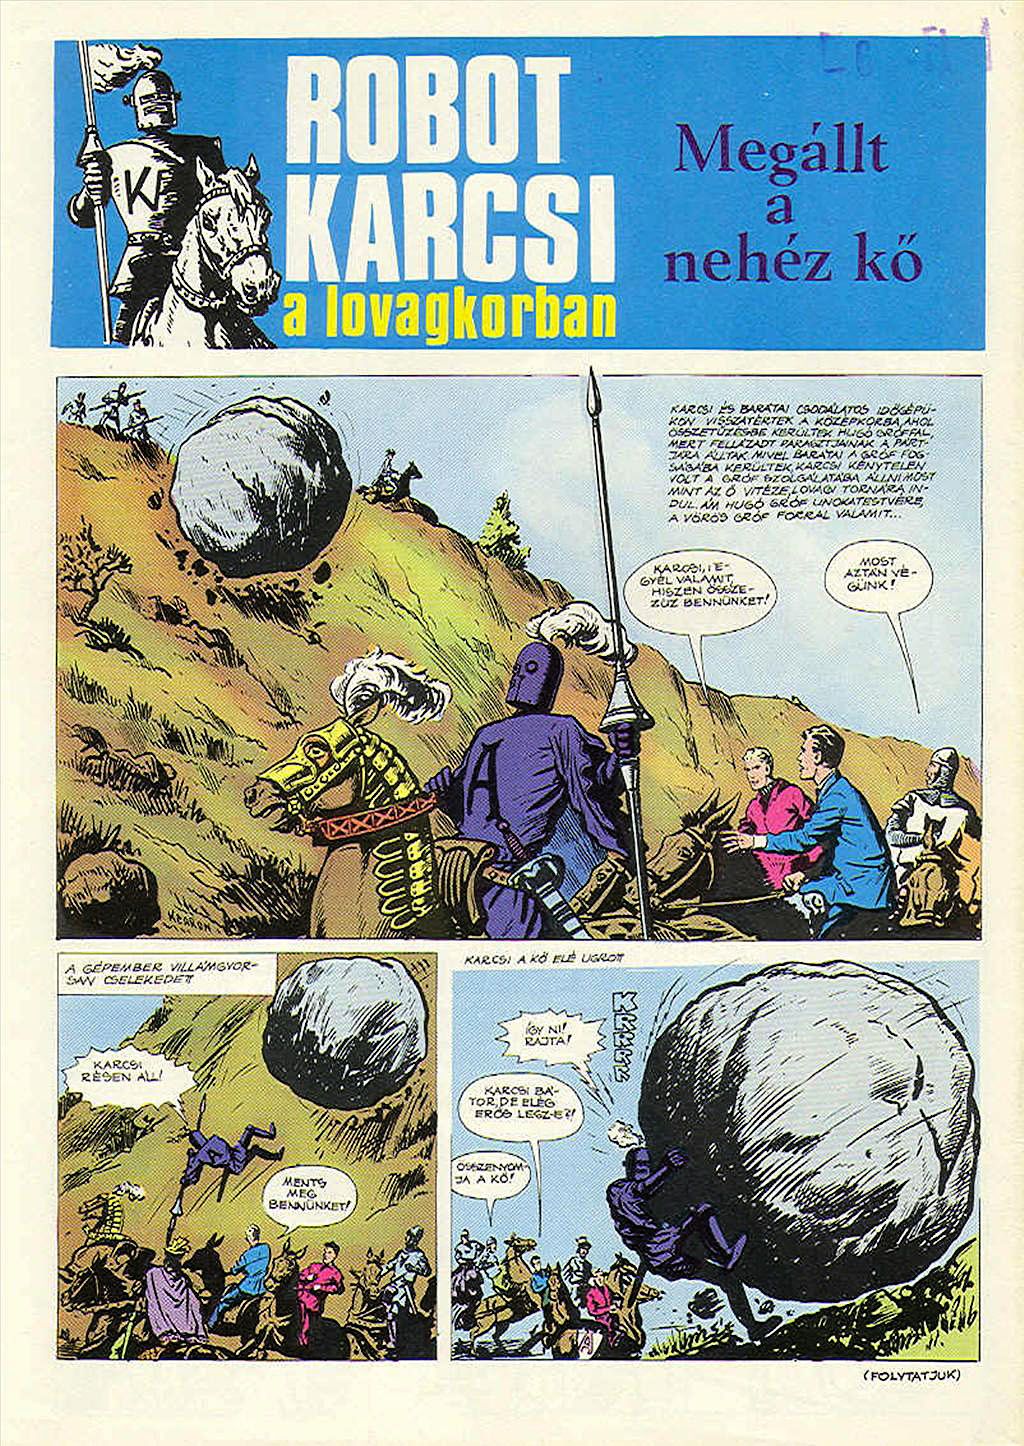 ROBOT
KARCSI
a lovagkorban
Megállt
a
nehéz kő
KARCSI ÉS BARÁTAI CSODÁLATOS IDŐGÉPÜ-
KÖN VISSZATÉRTEK A KÖZÉPKORBA, AHOL
ÖSSZETŰZÉSBE KERÜLTEK HUGÓ GRÓFFAL,
MERT FELLÁZADT PARASZTJAINAK A PÁRT-
JÁRA ÁLLTAK. MIVEL BARÁTAI A GRÓF FOG-
SÁGÁBA KERÜLTEK, KARCSI KÉNYTELEN
VOLT A GRÓF SZOLGÁLATÁBA ÁLLNI. MOST
MINT AZ Ő VITÉZE, LOVAGI TORNÁRA IN-
DUL. ÁM HUGÓ GRÓF UNOKATESTVÉRE,
A VÖRÖS GRÓF FORRAL VALAMIT...
KARCSI, TE-
GYÉL VALAMIT,
HISZEN ÖSSZE-
ZÚZ BENNÜNKET!
MOST
AZTÁN VÉ-
GÜNK!
A GÉPEMBER VILLÁMGYOR-
SAN CSELEKEDETT
KARCSI
RÉSEN ÁLL!
MENTS
MEG
BENNÜNKET!
KARCSI A KŐ ELÉ UGROTT
KRRRR
ÍGY NI!
RAJTA!
KARCSI BÁ-
TOR, DE ELÉG
ERŐS LESZ-E?!
ÖSSZENYOM-
JA A KŐ!
(FOLYTATJUK)